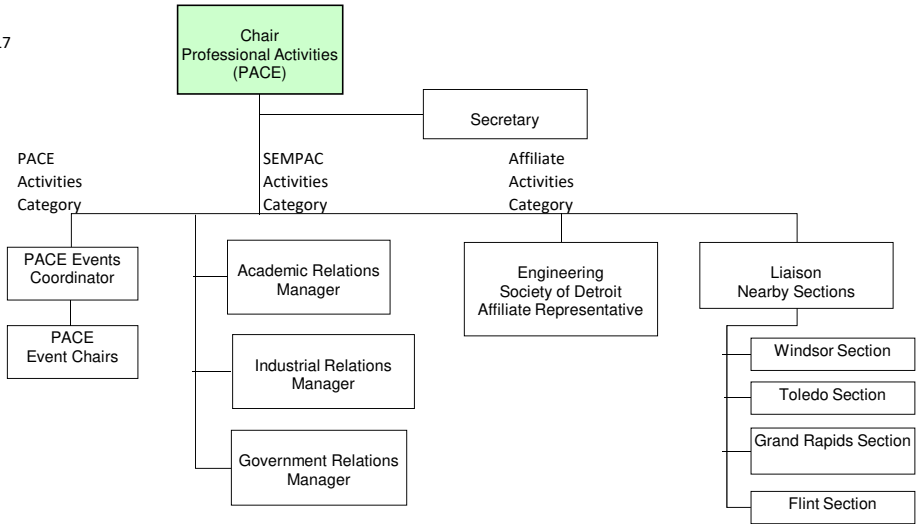 17
Chair
Professional Activities
(PACE)
Secretary
PACE
Activities
Category
SEMPAC
Activities
Category
Affiliate
Activities
Category
PACE Events
Coordinator
PACE
Event Chairs
Academic Relations
Manager
Industrial Relations
Manager
Government Relations
Manager
Engineering
Society of Detroit
Affiliate Representative
Liaison
Nearby Sections
Windsor Section
Toledo Section
Grand Rapids Section
Flint Section